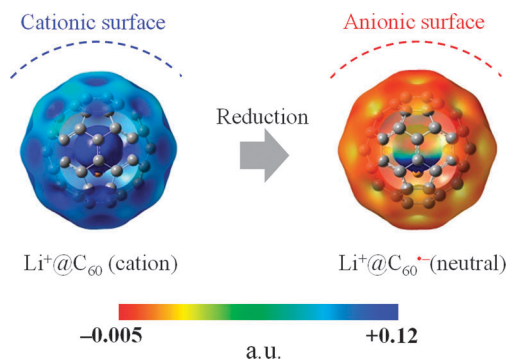 Cationic surface
Anionic surface
Reduction
Li⁺@C₆₀ (cation)
Li⁺@C₆₀•⁻(neutral)
−0.005
+0.12
a.u.